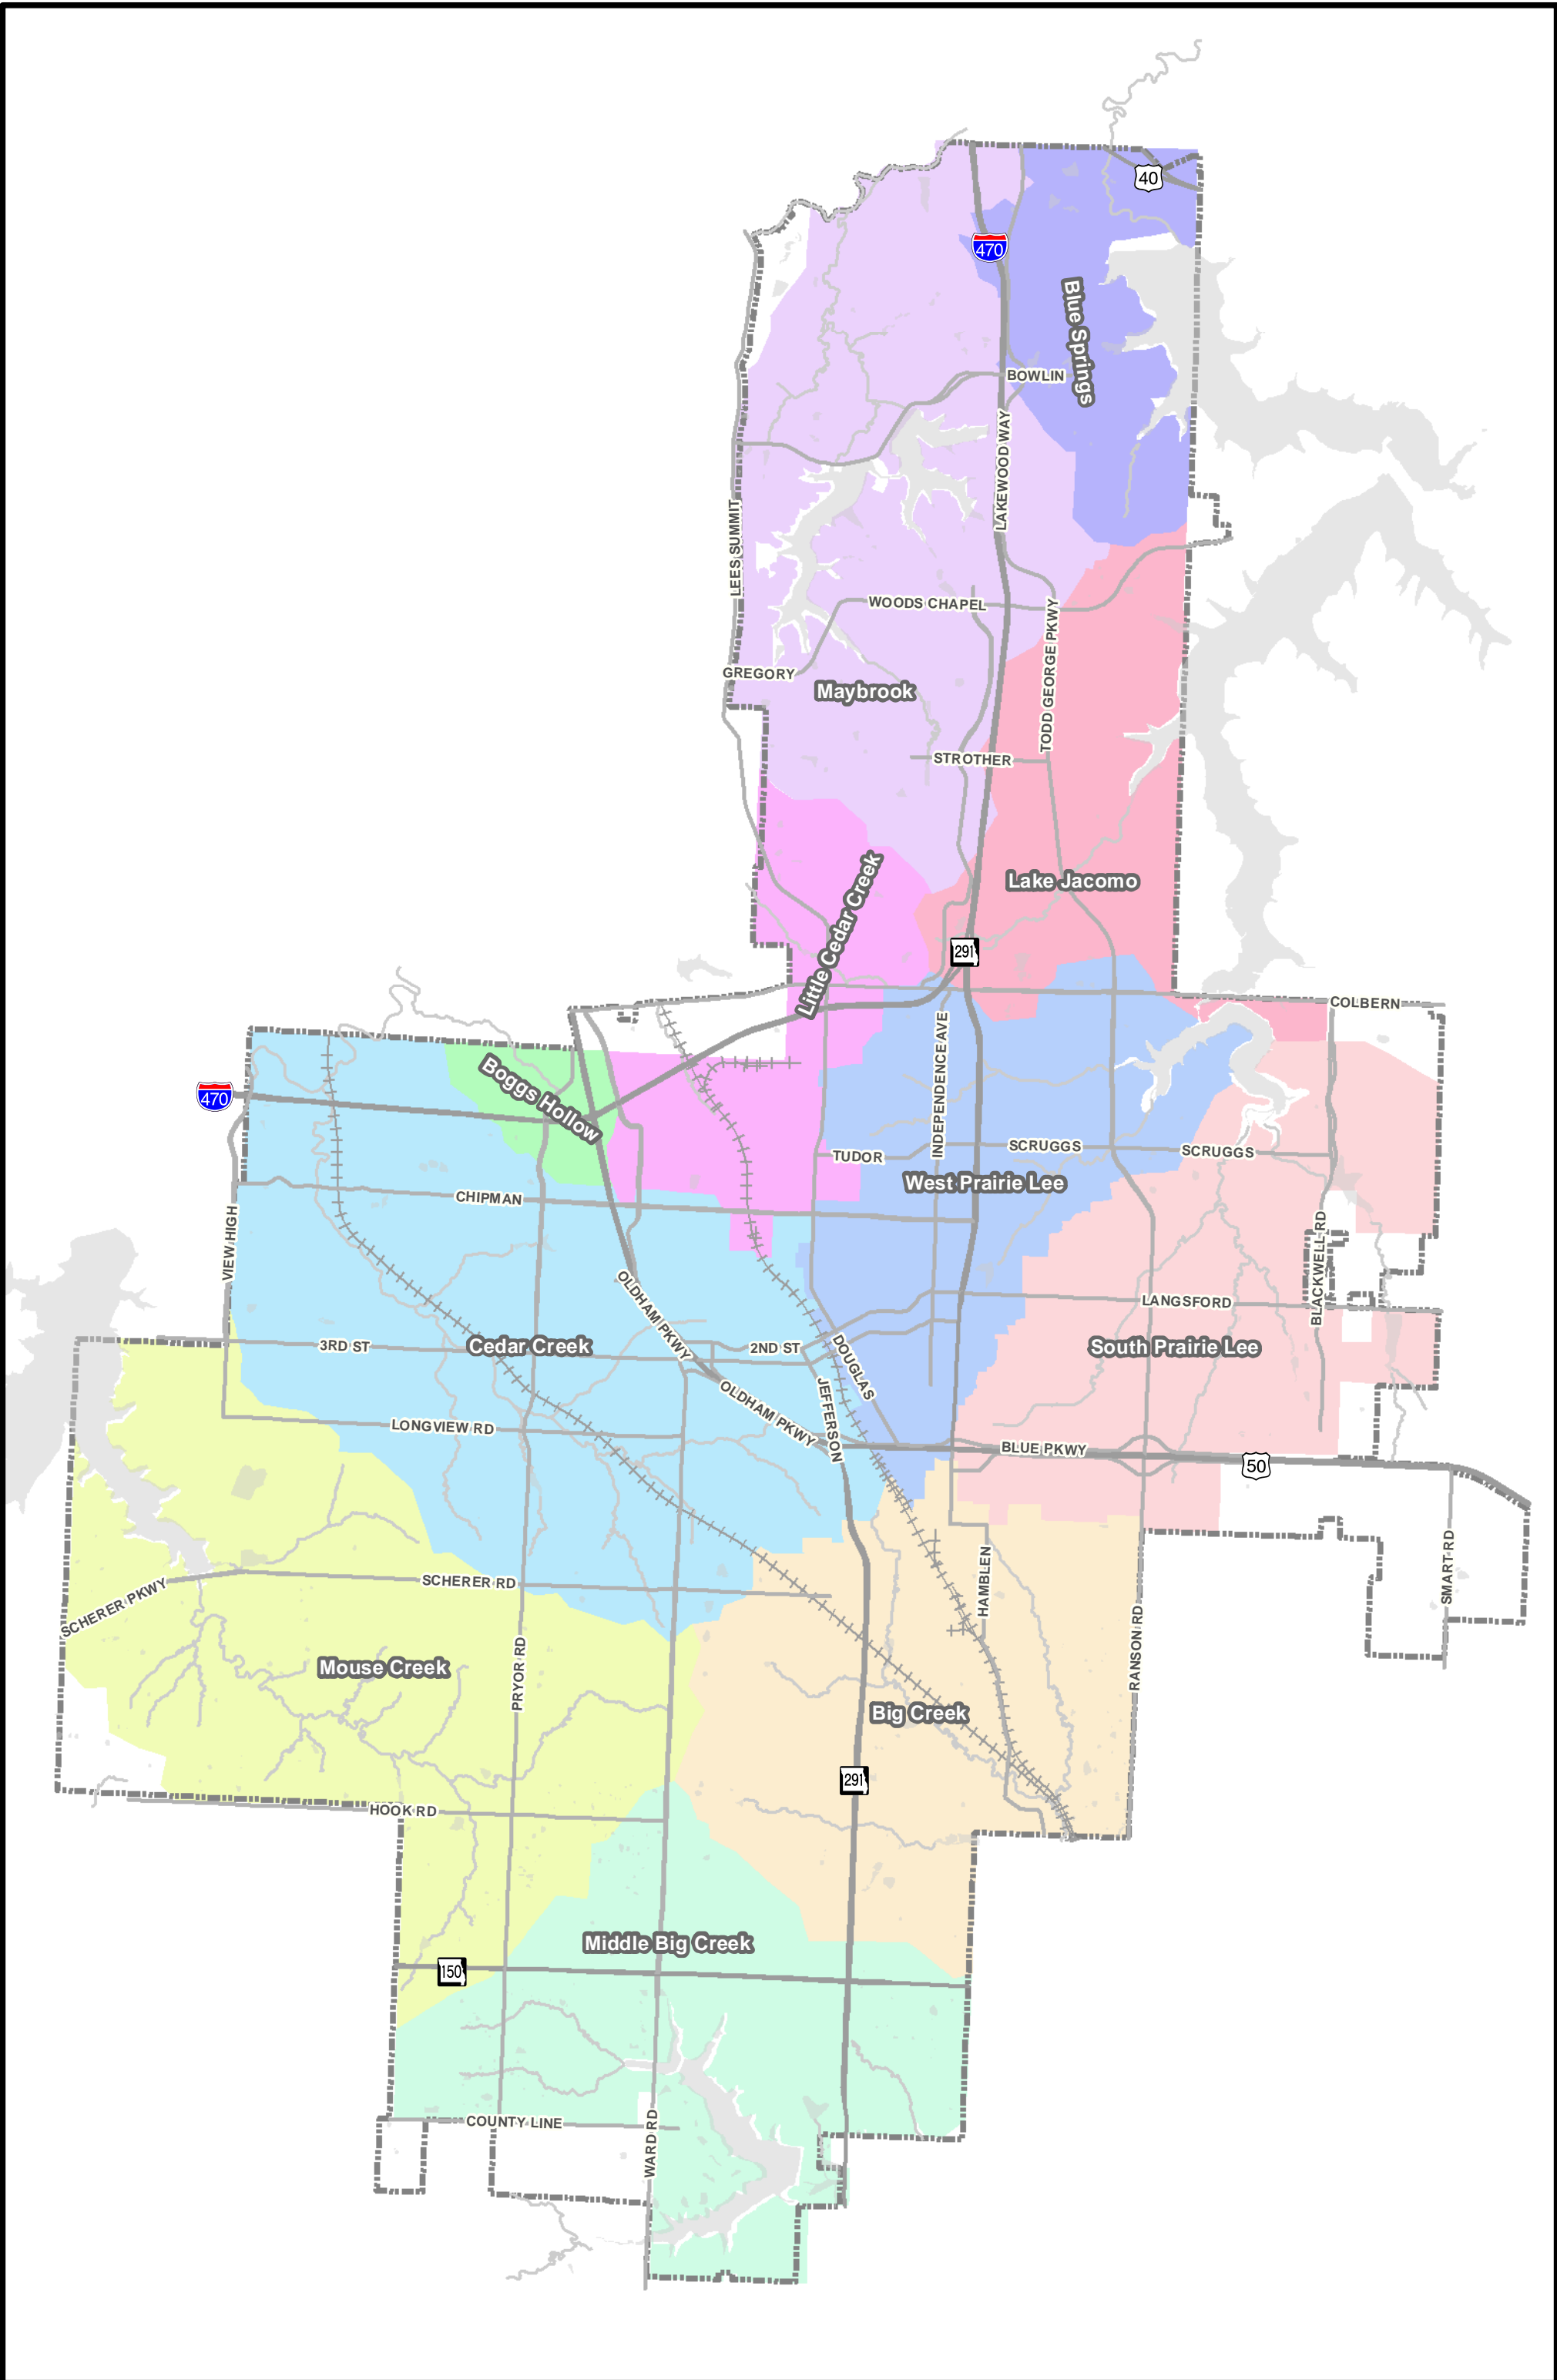 40
470
Blue Springs
BOWLIN
LAKEWOOD WAY
LEES SUMMIT
WOODS CHAPEL
TODD GEORGE PKWY
GREGORY
Maybrook
STROTHER
Little Cedar Creek
Lake Jacomo
291
COLBERN
INDEPENDENCE AVE
Boggs Hollow
470
TUDOR
SCRUGGS
SCRUGGS
West Prairie Lee
CHIPMAN
VIEW HIGH
BLACKWELL RD
OLDHAM PKWY
LANGSFORD
3RD ST
Cedar Creek
2ND ST
DOUGLAS
South Prairie Lee
OLDHAM PKWY
JEFFERSON
LONGVIEW RD
BLUE PKWY
50
SCHERER RD
HAMBLEN
SMART RD
SCHERER PKWY
RANSON RD
PRYOR RD
Mouse Creek
Big Creek
291
HOOK RD
Middle Big Creek
150
COUNTY LINE
WARD RD